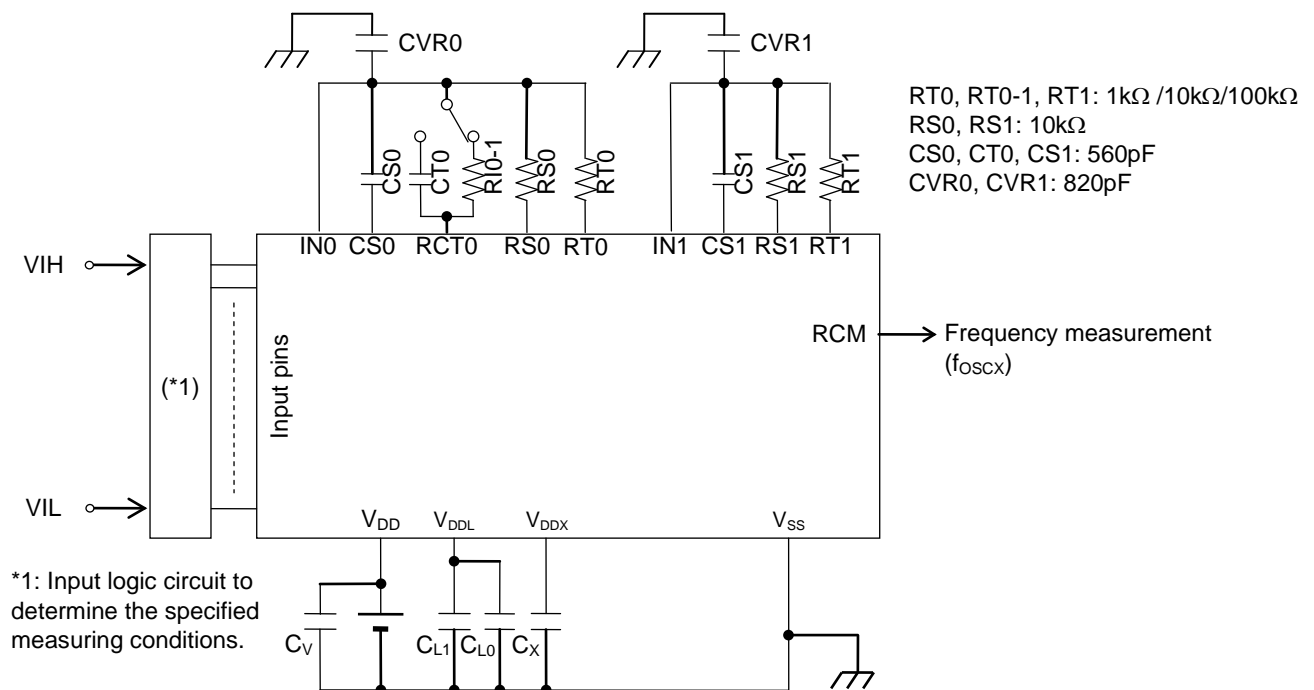 CVR0
CVR1
RT0, RT0-1, RT1: 1kΩ /10kΩ/100kΩ
RS0, RS1: 10kΩ
CS0, CT0, CS1: 560pF
CVR0, CVR1: 820pF
CS0
CT0
RI0-1
RS0
RT0
CS1
RS1
RT1
IN0 CS0 RCT0 RS0 RT0
IN1 CS1 RS1 RT1
VIH
(*1)
Input pins
RCM
Frequency measurement
(fOSCX)
VIL
VDD VDDL VDDX VSS
*1: Input logic circuit to
determine the specified
measuring conditions.
CV
CL1
CL0
CX